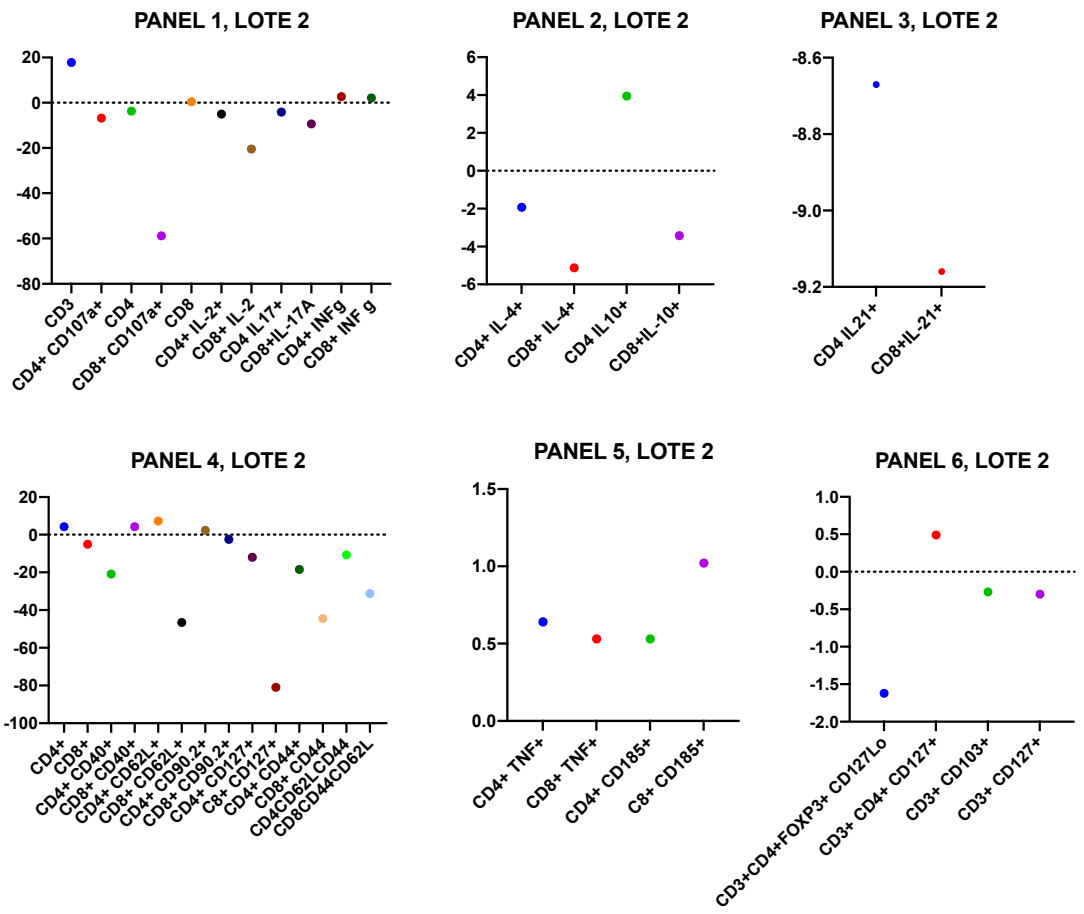 PANEL 1, LOTE 2
20
0
-20
-40
-60
-80
CD3
CD4+ CD107a+
CD4
CD8+ CD107a+
CD8
CD4+ IL-2+
CD8+ IL-2
CD4 IL17+
CD8+IL-17A
CD4+ INFg
CD8+ INF g
PANEL 2, LOTE 2
6
4
2
0
-2
-4
-6
CD4+ IL-4+
CD8+ IL-4+
CD4 IL10+
CD8+IL-10+
PANEL 3, LOTE 2
-8.6
-8.8
-9.0
-9.2
CD4 IL21+
CD8+IL-21+
PANEL 4, LOTE 2
20
0
-20
-40
-60
-80
-100
CD4+
CD8+
CD4+ CD40+
CD8+ CD40+
CD4+ CD62L+
CD8+ CD62L+
CD4+ CD90.2+
CD8+ CD90.2+
CD4+ CD127+
C8+ CD127+
CD4+ CD44+
CD8+ CD44
CD4CD62LCD44
CD8CD44CD62L
PANEL 5, LOTE 2
1.5
1.0
0.5
0.0
CD4+ TNF+
CD8+ TNF+
CD4+ CD185+
C8+ CD185+
PANEL 6, LOTE 2
1.0
0.5
0.0
-0.5
-1.0
-1.5
-2.0
CD3+CD4+FOXP3+ CD127Lo
CD3+ CD4+ CD127+
CD3+ CD103+
CD3+ CD127+